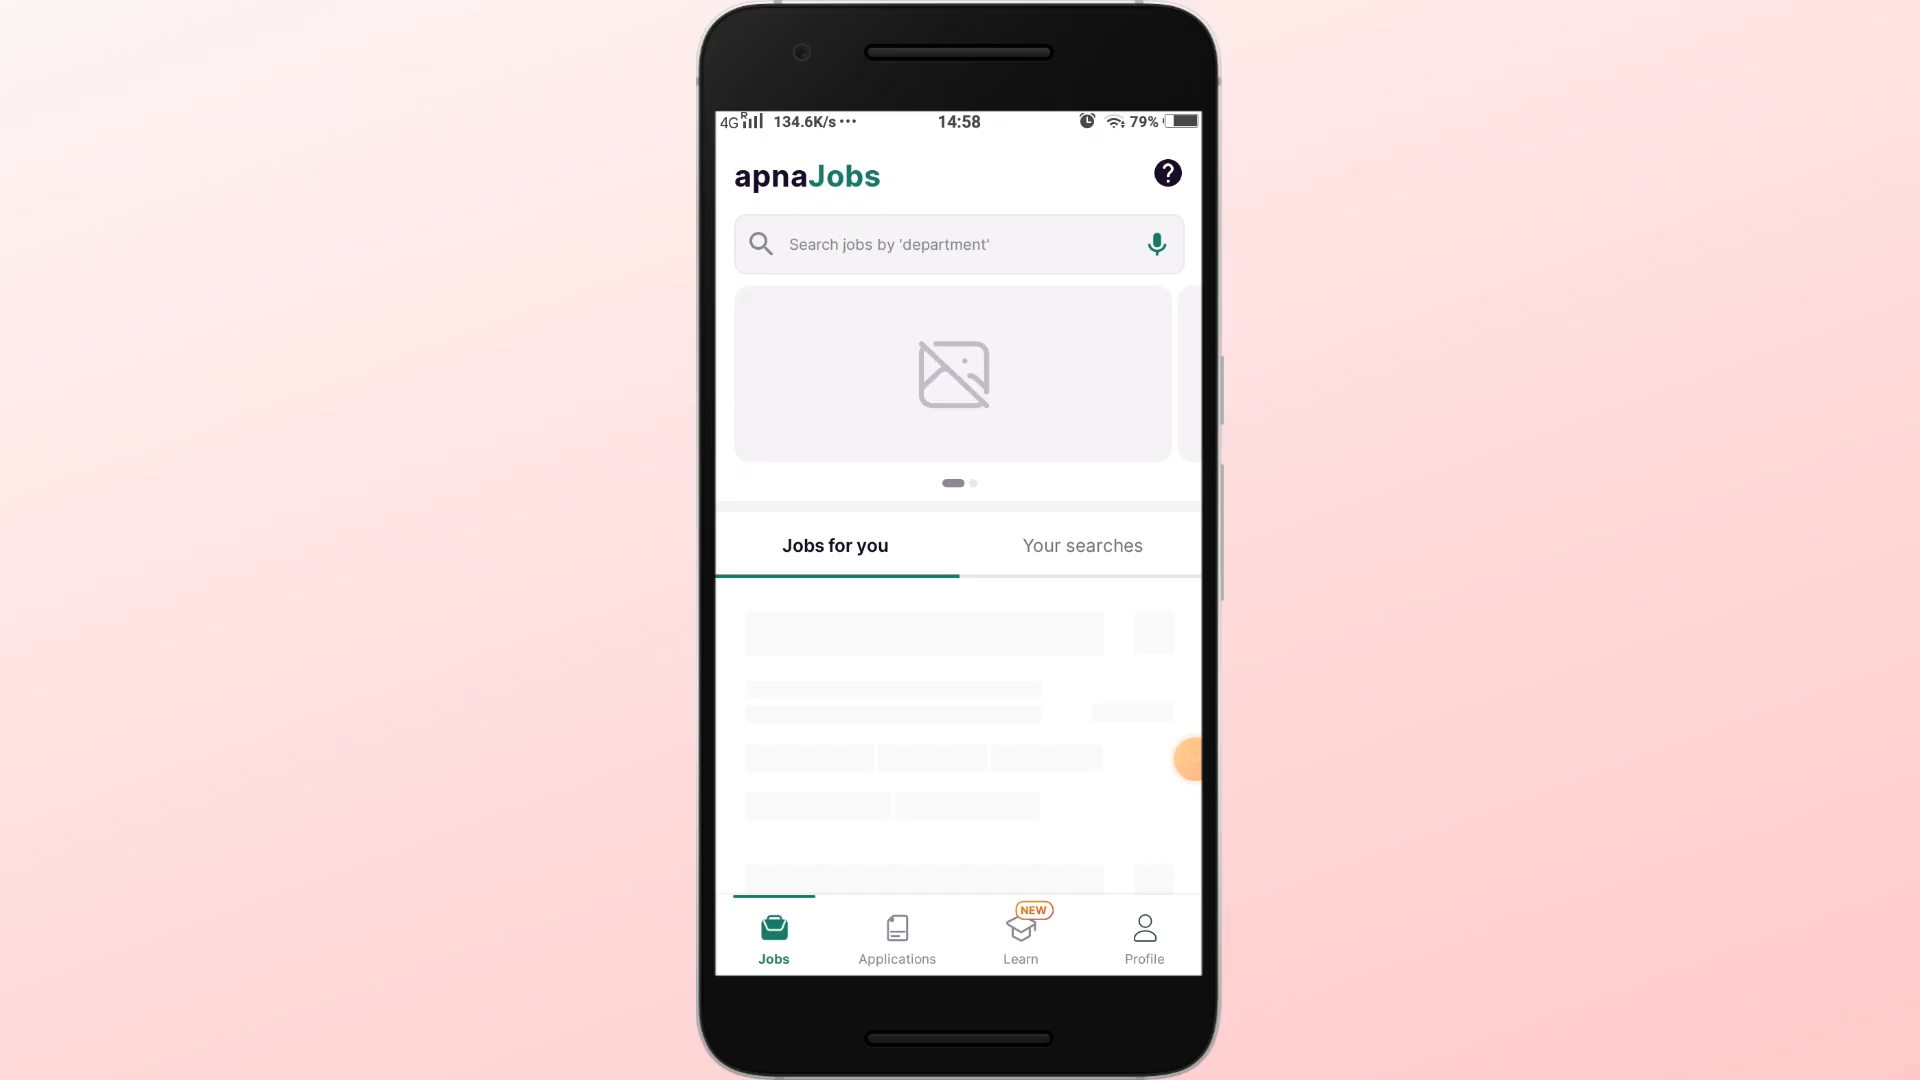 4G R 134.6K/s ••• 14:58 79%
apnaJobs
Search jobs by 'department'
Jobs for you Your searches
NEW
Jobs Applications Learn Profile